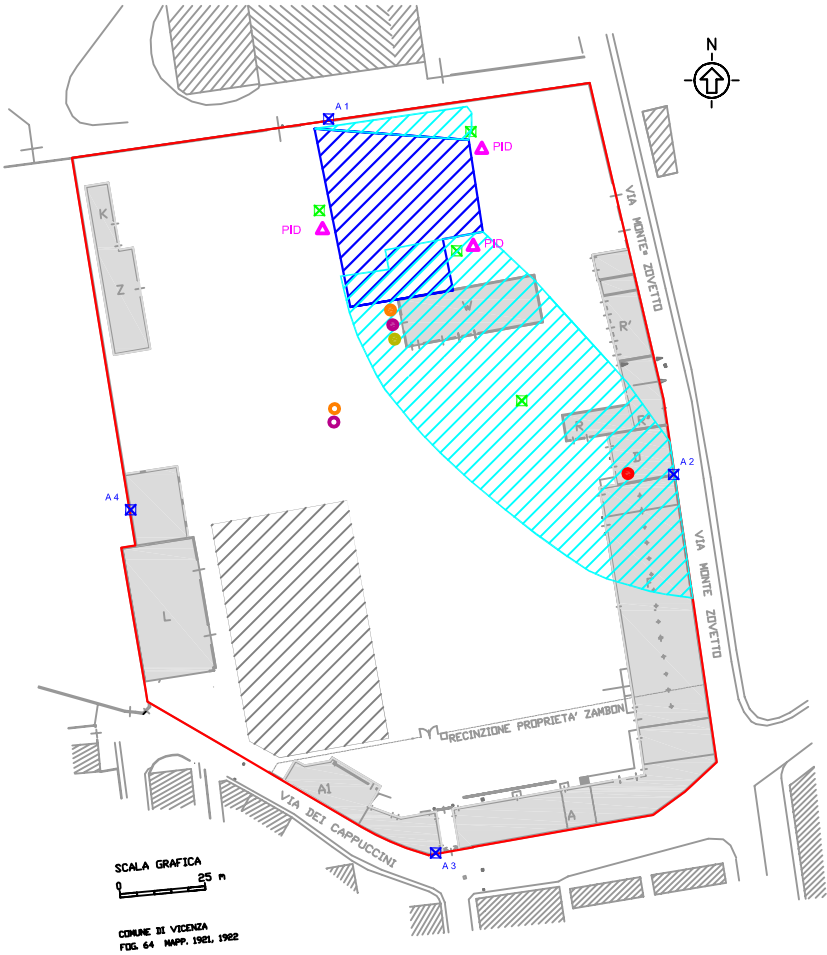 N
A 1
PID
VIA MONTE ZOVETTO
K
PID
PID
Z
W
R'
R
R"
D
A 2
A 4
F
VIA MONTE ZOVETTO
L
RECINZIONE PROPRIETA' ZAMBON
A1
VIA DEI CAPPUCCINI
A
A 3
SCALA GRAFICA
0 25 m
COMUNE DI VICENZA
FOG. 64 MAPP. 1921, 1922